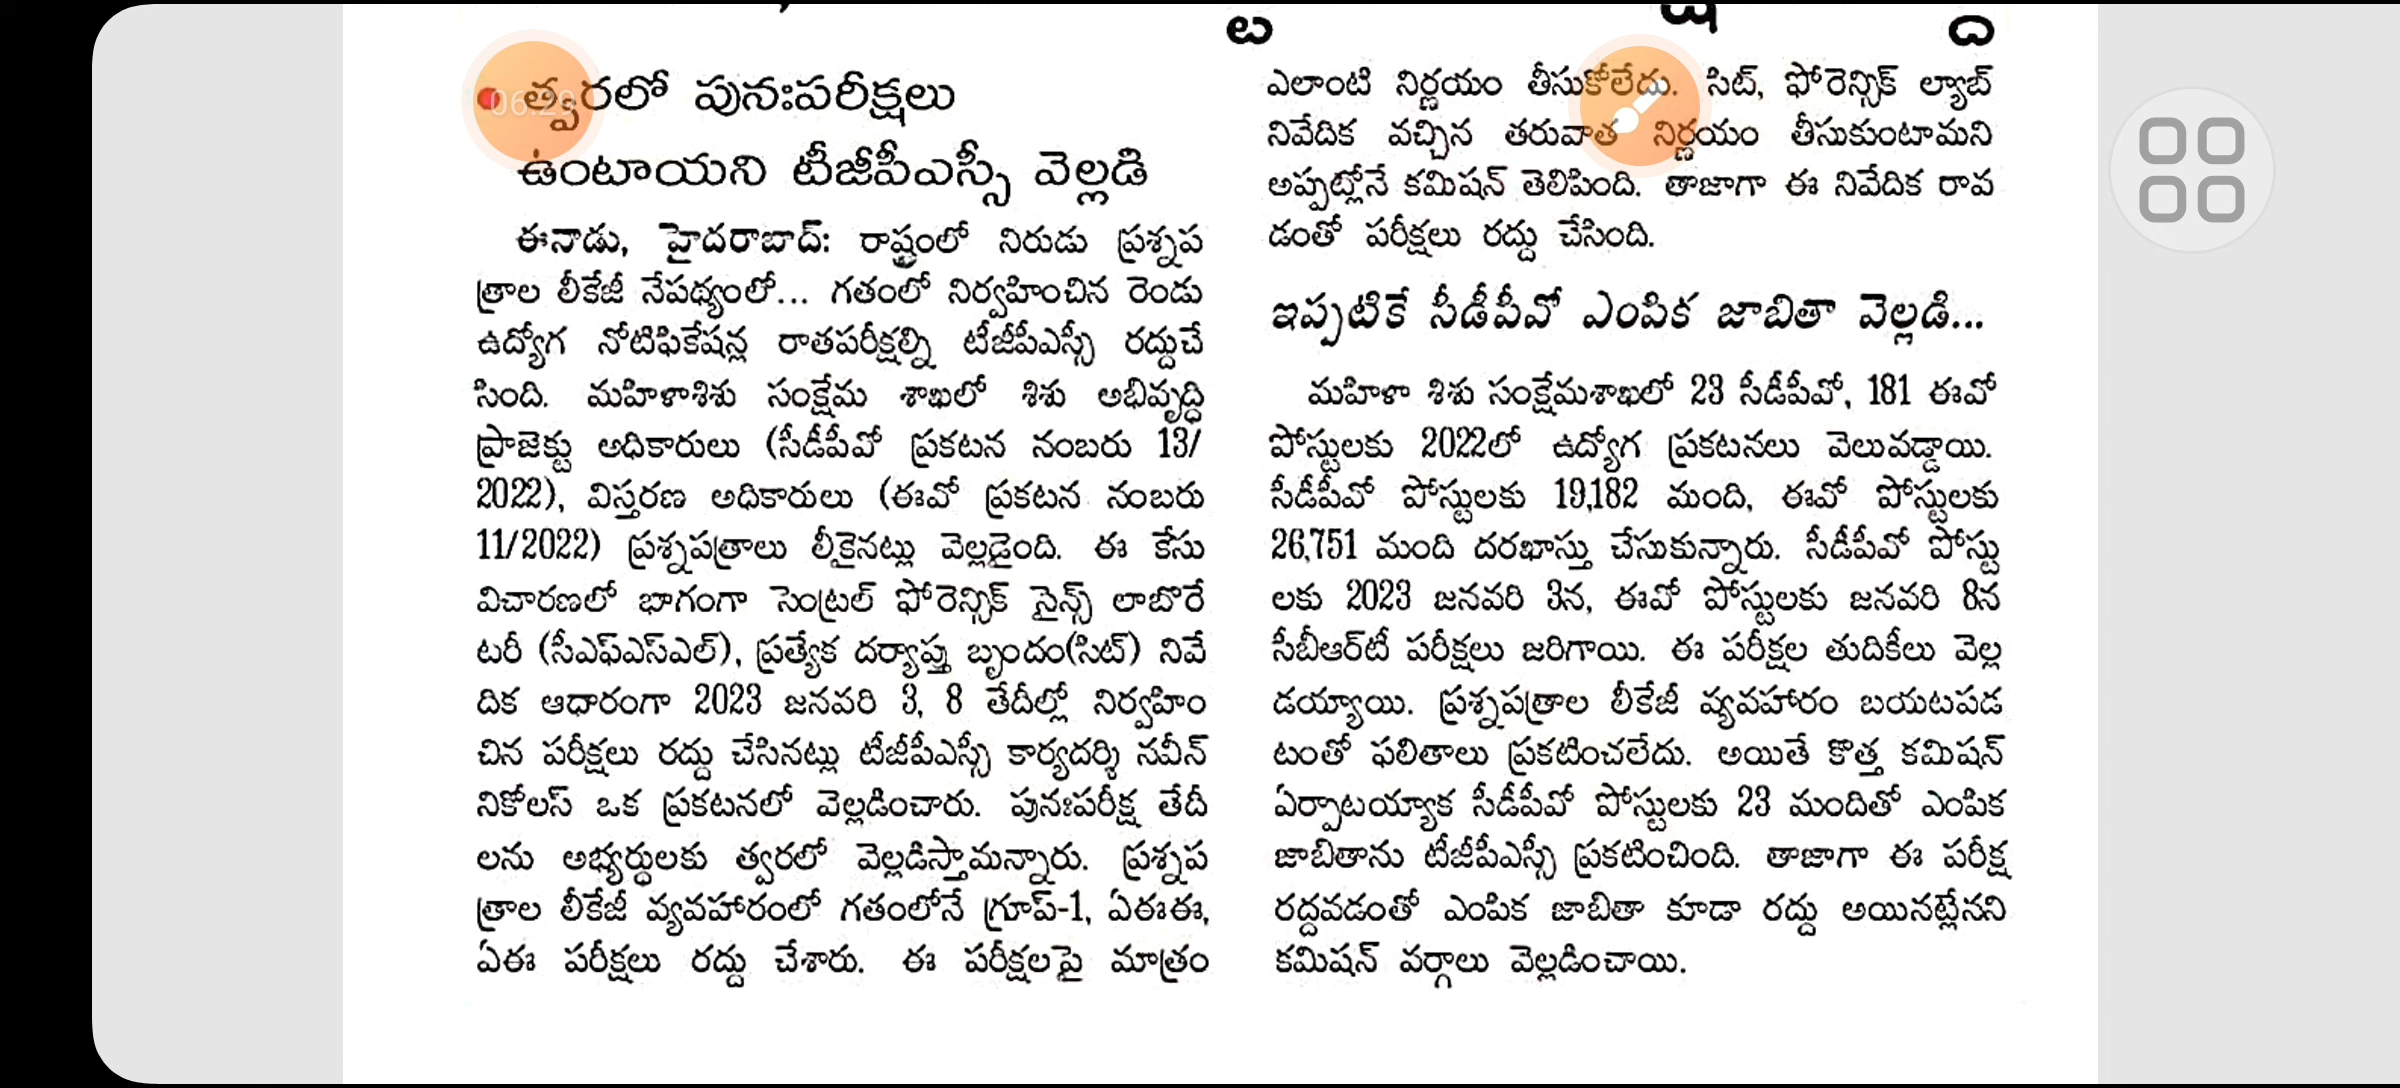 • త్వరలో పునఃపరీక్షలు
ఉంటాయని టీజీపీఎస్సీ వెల్లడి
ఈనాడు, హైదరాబాద్: రాష్ట్రంలో నిరుడు ప్రశ్నప
త్రాల లీకేజీ నేపథ్యంలో... గతంలో నిర్వహించిన రెండు
ఉద్యోగ నోటిఫికేషన్ల రాతపరీక్షల్ని టీజీపీఎస్సీ రద్దుచే
సింది. మహిళాశిశు సంక్షేమ శాఖలో శిశు అభివృద్ధి
ప్రాజెక్టు అధికారులు (సీడీపీవో ప్రకటన నంబరు 13/
2022), విస్తరణ అధికారులు (ఈవో ప్రకటన నంబరు
11/2022) ప్రశ్నపత్రాలు లీకైనట్లు వెల్లడైంది. ఈ కేసు
విచారణలో భాగంగా సెంట్రల్ ఫోరెన్సిక్ సైన్స్ లాబొరే
టరీ (సీఎఫ్ఎస్ఎల్), ప్రత్యేక దర్యాప్తు బృందం(సిట్) నివే
దిక ఆధారంగా 2023 జనవరి 3, 8 తేదీల్లో నిర్వహిం
చిన పరీక్షలు రద్దు చేసినట్లు టీజీపీఎస్సీ కార్యదర్శి నవీన్
నికోలస్ ఒక ప్రకటనలో వెల్లడించారు. పునఃపరీక్ష తేదీ
లను అభ్యర్థులకు త్వరలో వెల్లడిస్తామన్నారు. ప్రశ్నప
త్రాల లీకేజీ వ్యవహారంలో గతంలోనే గ్రూప్-1, ఏఈఈ,
ఏఈ పరీక్షలు రద్దు చేశారు. ఈ పరీక్షలపై మాత్రం
ఎలాంటి నిర్ణయం తీసుకోలేదు. సిట్, ఫోరెన్సిక్ ల్యాబ్
నివేదిక వచ్చిన తరువాత నిర్ణయం తీసుకుంటామని
అప్పట్లోనే కమిషన్ తెలిపింది. తాజాగా ఈ నివేదిక రావ
డంతో పరీక్షలు రద్దు చేసింది.
ఇప్పటికే సీడీపీవో ఎంపిక జాబితా వెల్లడి...
మహిళా శిశు సంక్షేమశాఖలో 23 సీడీపీవో, 181 ఈవో
పోస్టులకు 2022లో ఉద్యోగ ప్రకటనలు వెలువడ్డాయి.
సీడీపీవో పోస్టులకు 19,182 మంది, ఈవో పోస్టులకు
26,751 మంది దరఖాస్తు చేసుకున్నారు. సీడీపీవో పోస్టు
లకు 2023 జనవరి 3న, ఈవో పోస్టులకు జనవరి 8న
సీబీఆర్‌టీ పరీక్షలు జరిగాయి. ఈ పరీక్షల తుదికీలు వెల్ల
డయ్యాయి. ప్రశ్నపత్రాల లీకేజీ వ్యవహారం బయటపడ
టంతో ఫలితాలు ప్రకటించలేదు. అయితే కొత్త కమిషన్
ఏర్పాటయ్యాక సీడీపీవో పోస్టులకు 23 మందితో ఎంపిక
జాబితాను టీజీపీఎస్సీ ప్రకటించింది. తాజాగా ఈ పరీక్ష
రద్దవడంతో ఎంపిక జాబితా కూడా రద్దు అయినట్లేనని
కమిషన్ వర్గాలు వెల్లడించాయి.